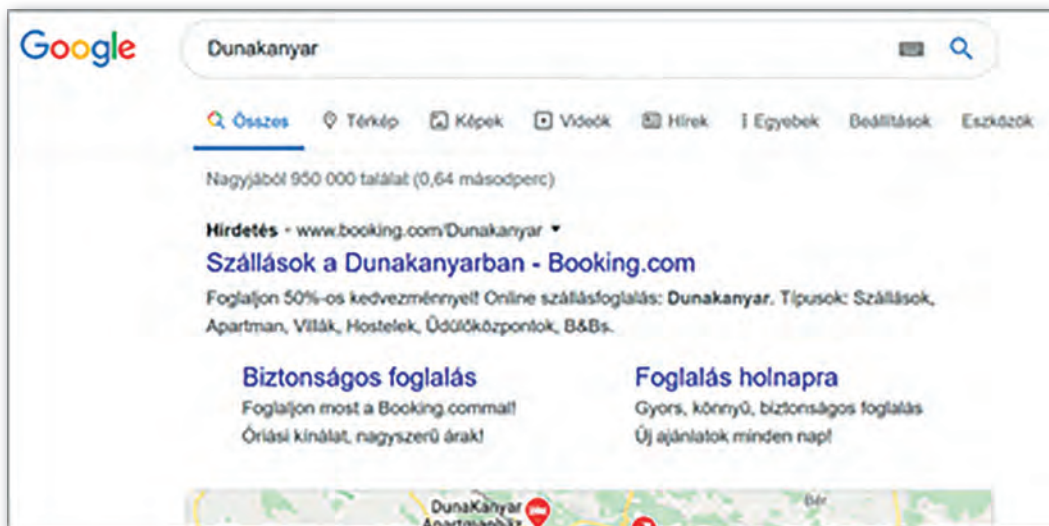 Google
Dunakanyar
Összes Térkép Képek Videók Hírek Egyebek Beállítások Eszközök
Nagyjából 950 000 találat (0,64 másodperc)
Hirdetés · www.booking.com/Dunakanyar
Szállások a Dunakanyarban - Booking.com
Foglaljon 50%-os kedvezménnyel! Online szállásfoglalás: Dunakanyar. Típusok: Szállások,
Apartman, Villák, Hostelek, Üdülőközpontok, B&Bs.
Biztonságos foglalás
Foglaljon most a Booking.commal!
Óriási kínálat, nagyszerű árak!
Foglalás holnapra
Gyors, könnyű, biztonságos foglalás
Új ajánlatok minden nap!
DunaKanyar
Apartmanház
Bér